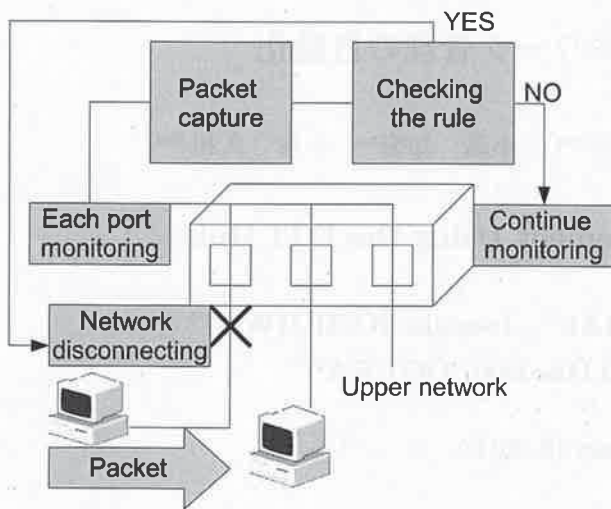 YES
Packet
capture
Checking
the rule
NO
Each port
monitoring
Continue
monitoring
Network
disconnecting
Upper network
Packet